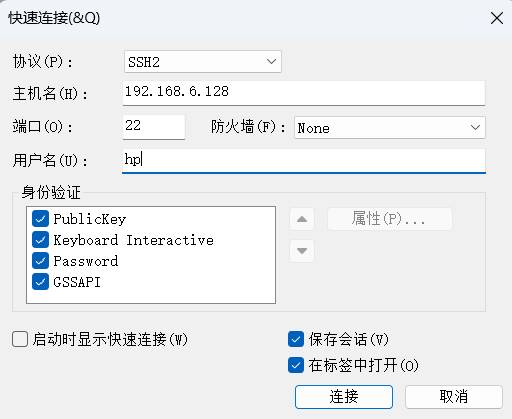 快速连接(&Q)
协议(P): SSH2
主机名(H): 192.168.6.128
端口(O): 22 防火墙(F): None
用户名(U): hp
身份验证
PublicKey
Keyboard Interactive
Password
GSSAPI
属性(P)...
启动时显示快速连接(W)
保存会话(V)
在标签中打开(O)
连接 取消